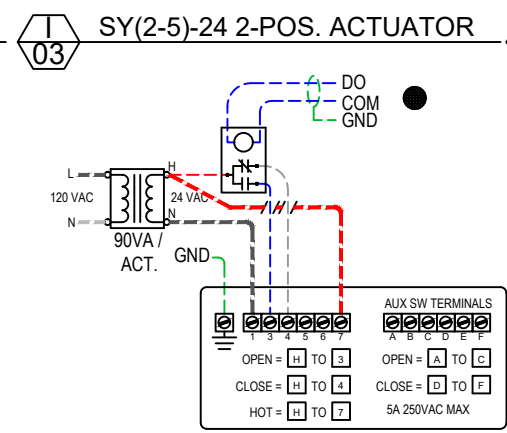 I
03
SY(2-5)-24 2-POS. ACTUATOR
DO
COM
GND
L
H
120 VAC
24 VAC
N
N
90VA /
ACT.
GND
AUX SW TERMINALS
1 3 4 5 6 7
A B C D E F
OPEN = H TO 3
OPEN = A TO C
CLOSE = H TO 4
CLOSE = D TO F
HOT = H TO 7
5A 250VAC MAX